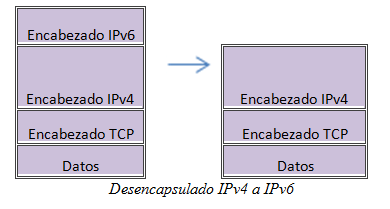 Encabezado IPv6
Encabezado IPv4
Encabezado TCP
Datos
Encabezado IPv4
Encabezado TCP
Datos
Desencapsulado IPv4 a IPv6